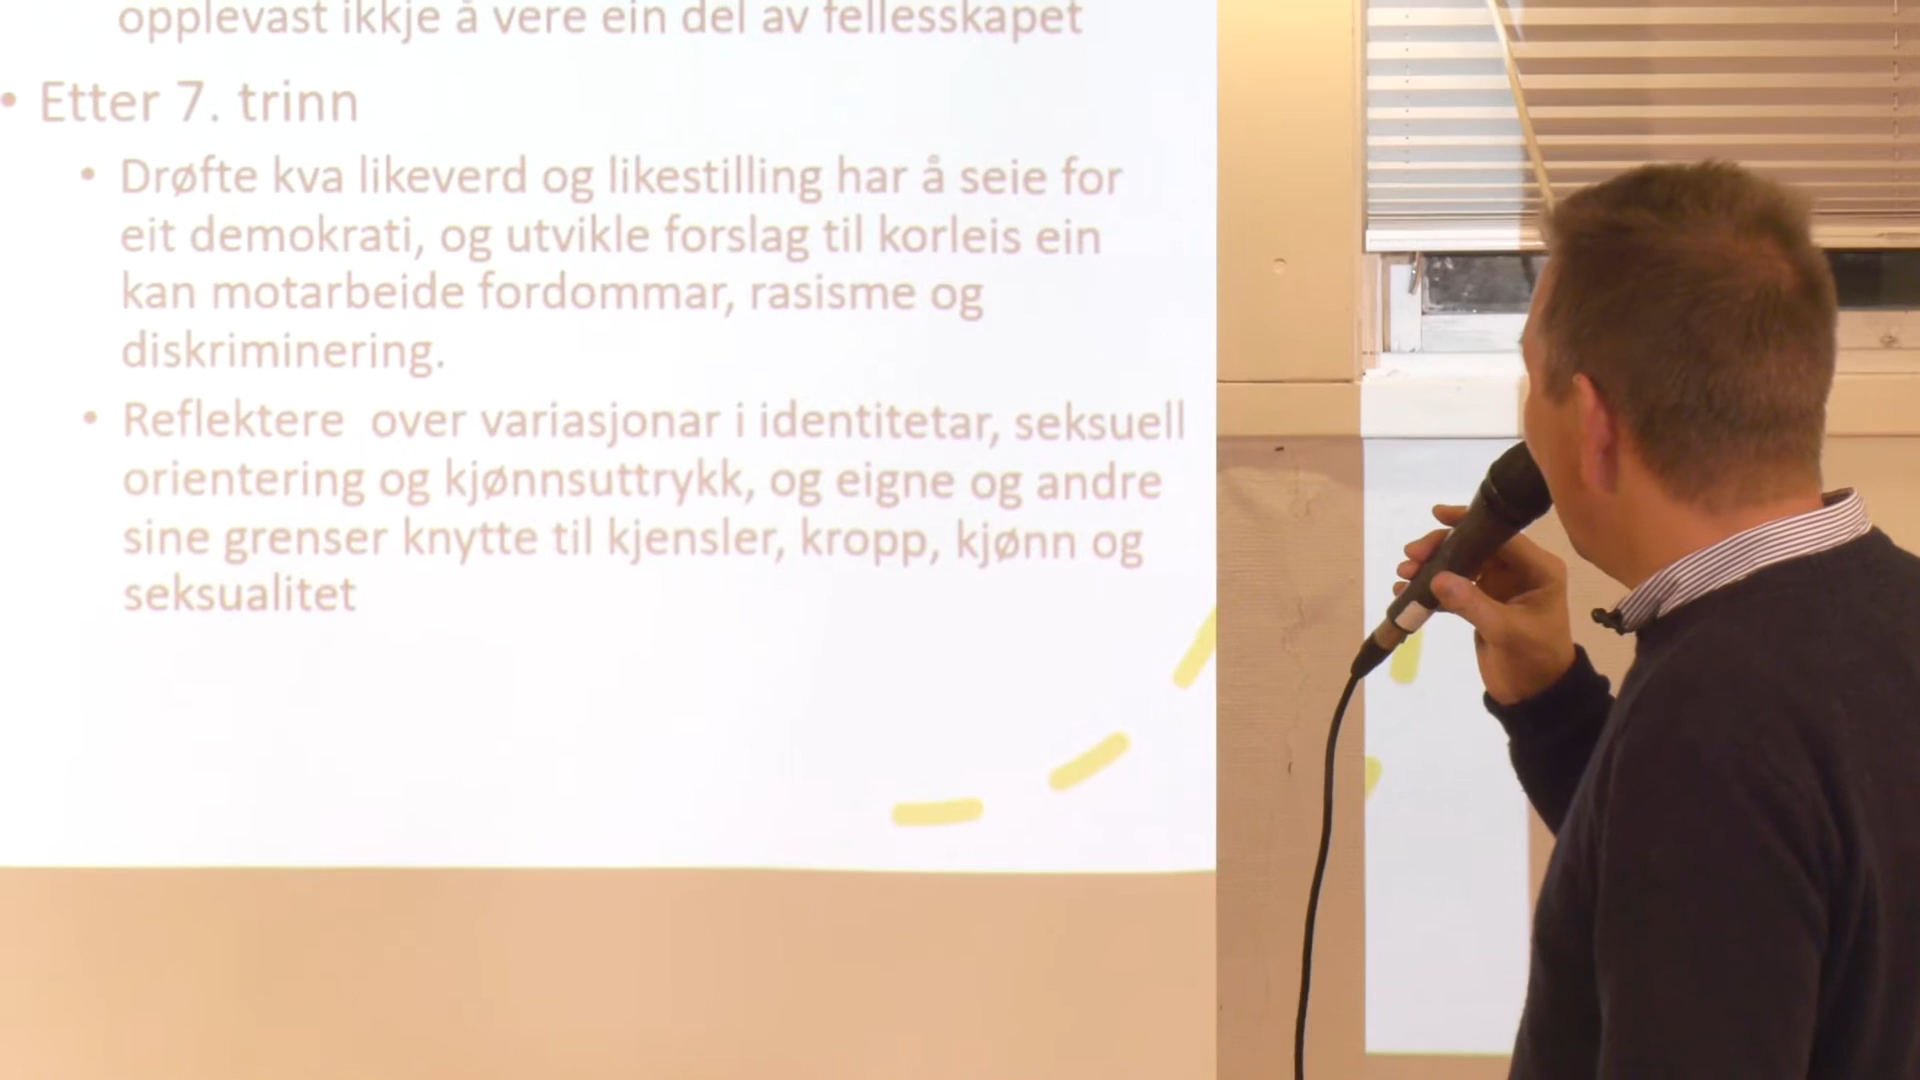 opplevast ikkje å vere ein del av fellesskapet
• Etter 7. trinn
• Drøfte kva likeverd og likestilling har å seie for
eit demokrati, og utvikle forslag til korleis ein
kan motarbeide fordommar, rasisme og
diskriminering.
• Reflektere over variasjonar i identitetar, seksuell
orientering og kjønnsuttrykk, og eigne og andre
sine grenser knytte til kjensler, kropp, kjønn og
seksualitet